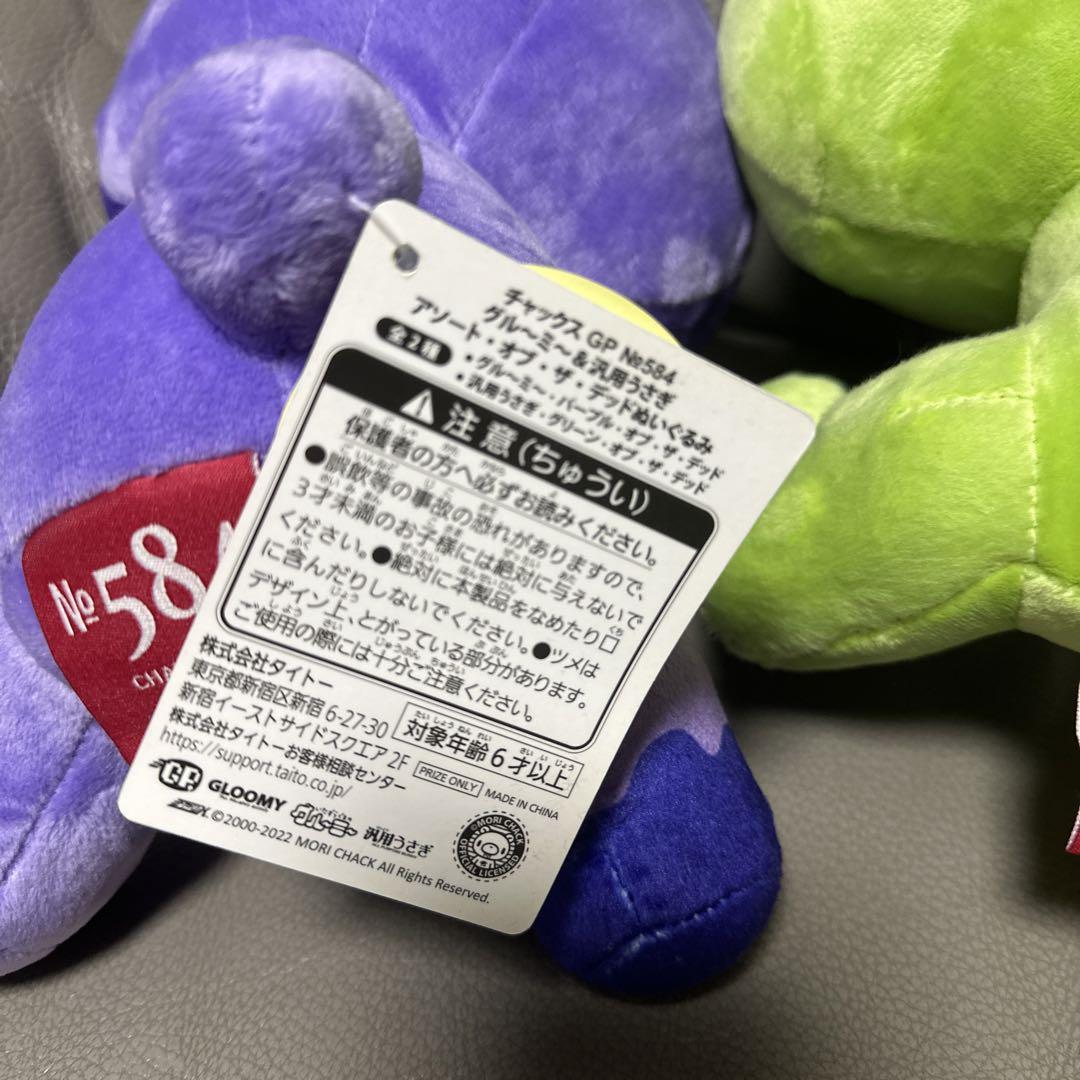 チャックス GP №584
グル〜ミ〜&汎用うさぎ
アソート・オブ・ザ・デッドぬいぐるみ
全2種
・グル〜ミ〜・パープル・オブ・ザ・デッド
・汎用うさぎ・グリーン・オブ・ザ・デッド
注意(ちゅうい)
保護者の方へ必ずお読みください。
●誤飲等の事故の恐れがありますので、
3才未満のお子様には絶対に与えないで
ください。●絶対に本製品をなめたり口
に含んだりしないでください。●ツメは
デザイン上、とがっている部分があります。
ご使用の際には十分ご注意ください。
株式会社タイトー
東京都新宿区新宿6-27-30
新宿イーストサイドスクエア 2F
株式会社タイトーお客様相談センター
https://support.taito.co.jp/
対象年齢6才以上
PRIZE ONLY
MADE IN CHINA
GP
GLOOMY
汎用うさぎ
©MORI CHACK
OFFICIAL LICENSED
©2000-2022 MORI CHACK All Rights Reserved.
№584
CHA